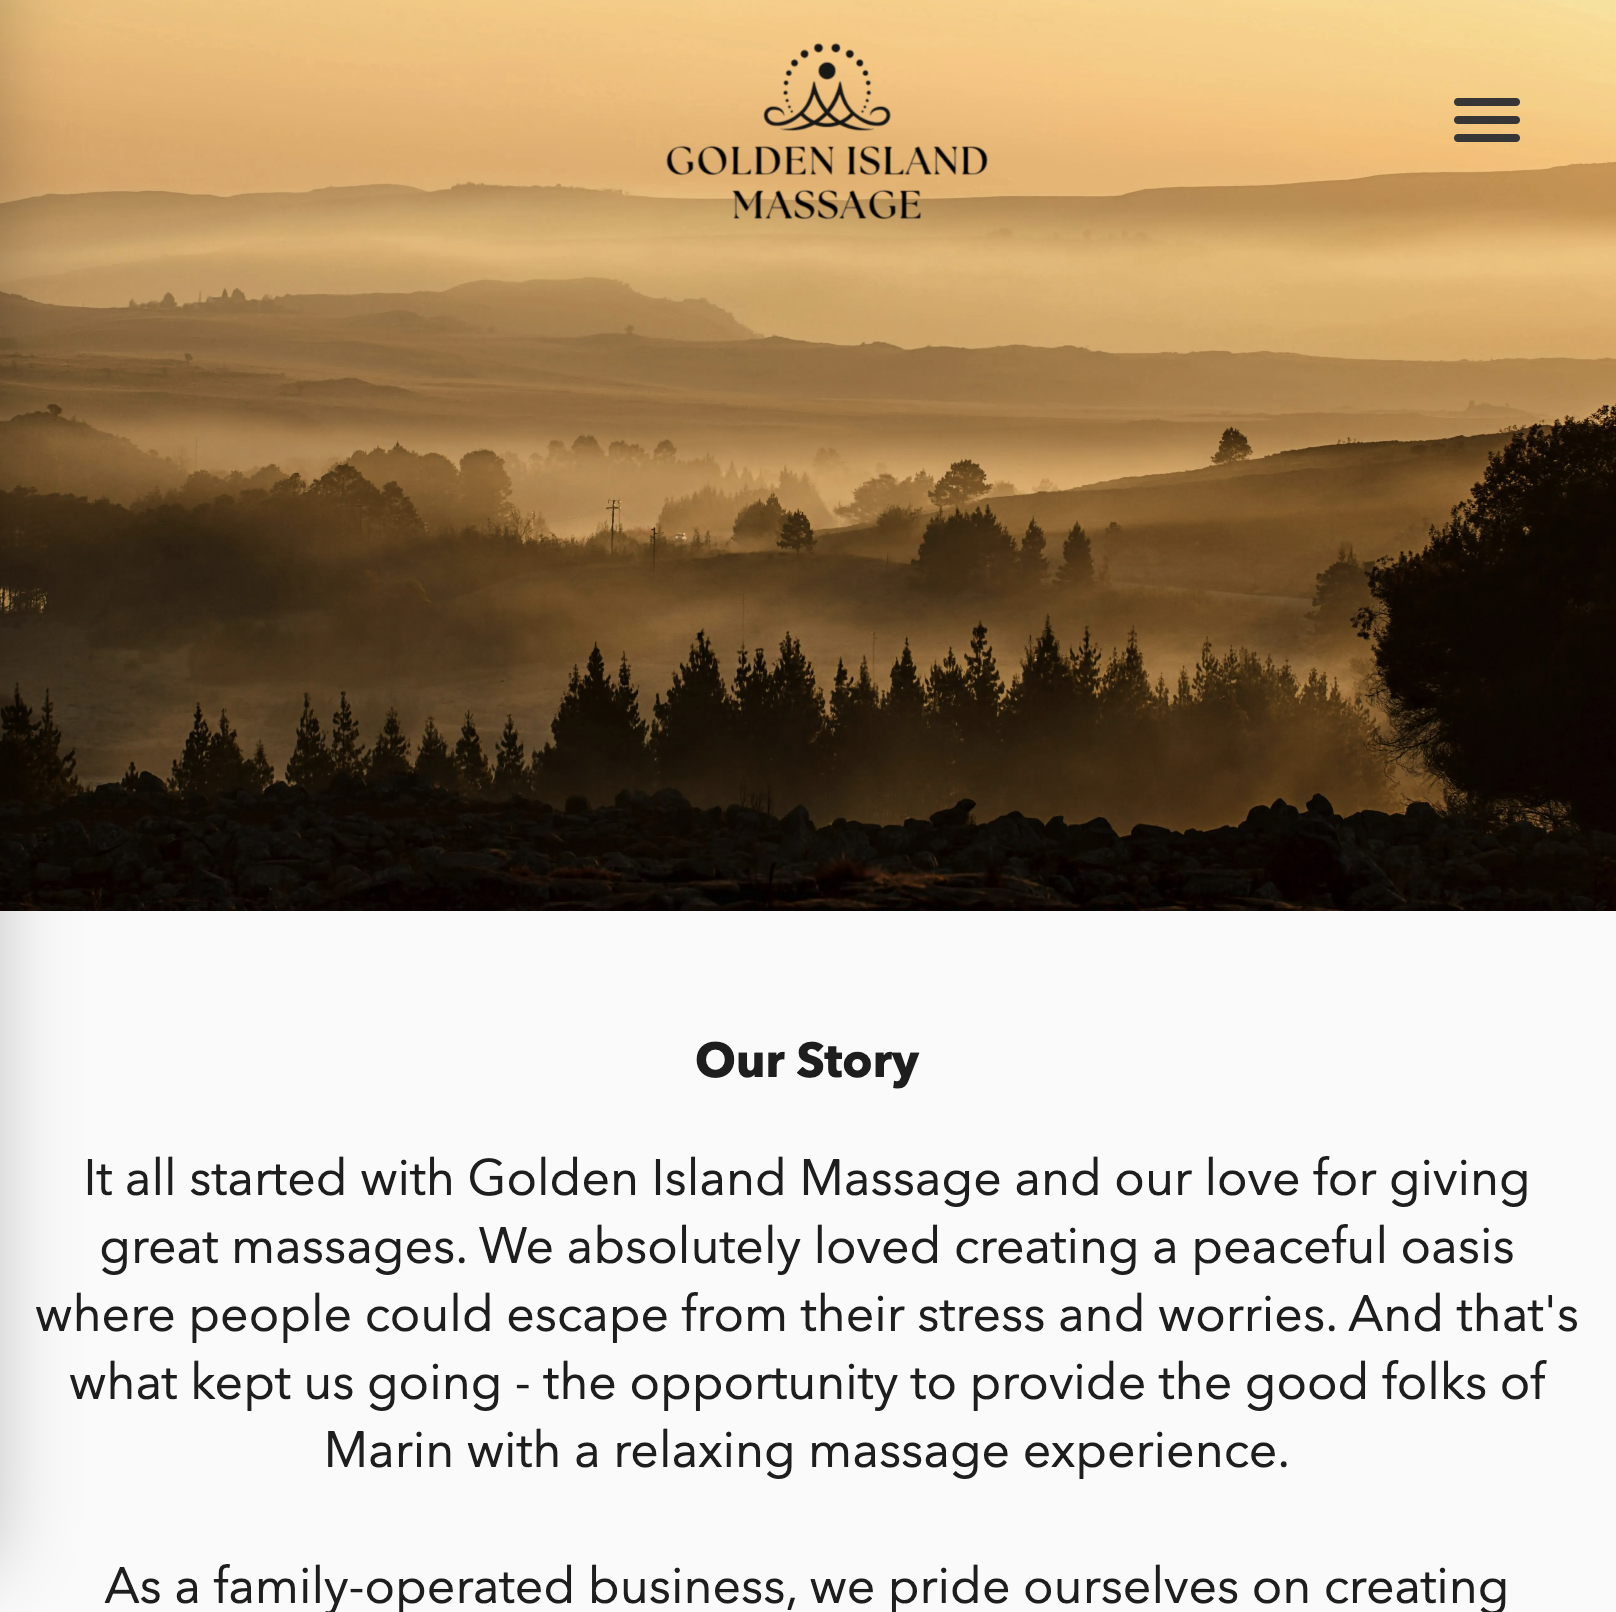 GOLDEN ISLAND
MASSAGE
Our Story
It all started with Golden Island Massage and our love for giving
great massages. We absolutely loved creating a peaceful oasis
where people could escape from their stress and worries. And that's
what kept us going - the opportunity to provide the good folks of
Marin with a relaxing massage experience.
As a family-operated business, we pride ourselves on creating